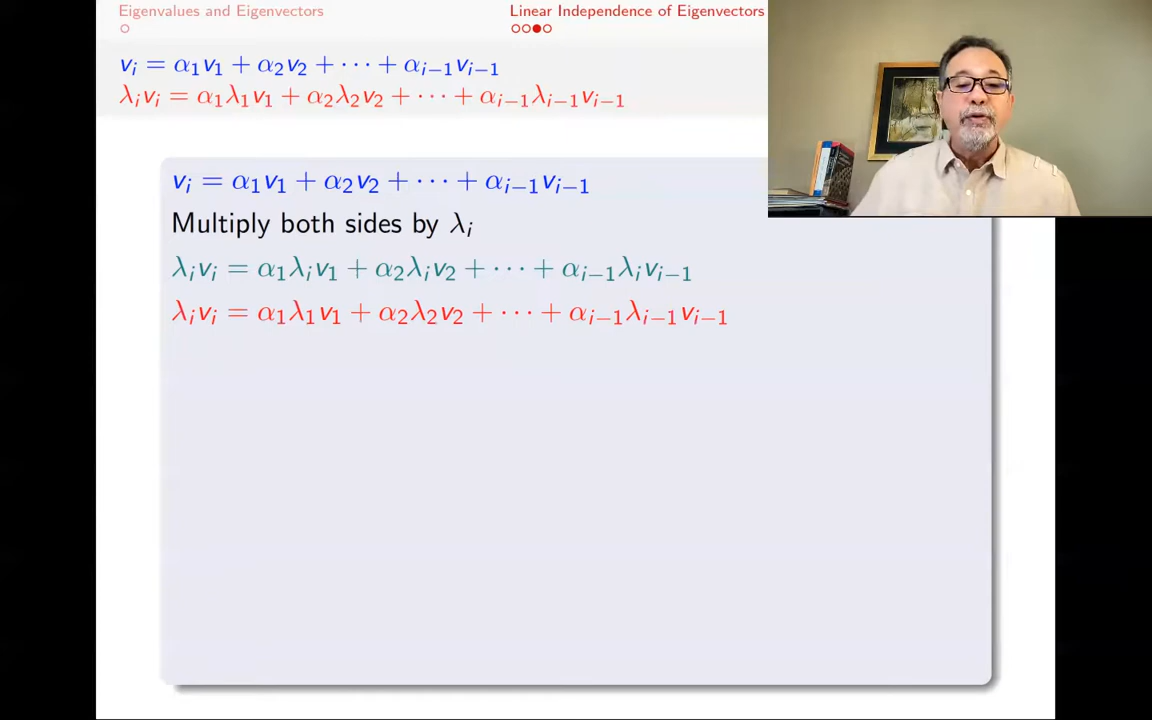 Eigenvalues and Eigenvectors
Linear Independence of Eigenvectors
vᵢ = α₁v₁ + α₂v₂ + ⋯ + αᵢ₋₁vᵢ₋₁
λᵢvᵢ = α₁λ₁v₁ + α₂λ₂v₂ + ⋯ + αᵢ₋₁λᵢ₋₁vᵢ₋₁
vᵢ = α₁v₁ + α₂v₂ + ⋯ + αᵢ₋₁vᵢ₋₁
Multiply both sides by λᵢ
λᵢvᵢ = α₁λᵢv₁ + α₂λᵢv₂ + ⋯ + αᵢ₋₁λᵢvᵢ₋₁
λᵢvᵢ = α₁λ₁v₁ + α₂λ₂v₂ + ⋯ + αᵢ₋₁λᵢ₋₁vᵢ₋₁